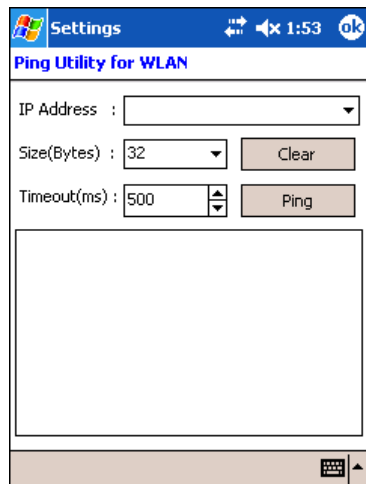 Settings 1:53 ok
Ping Utility for WLAN
IP Address :
Size(Bytes) : 32 Clear
Timeout(ms) : 500 Ping